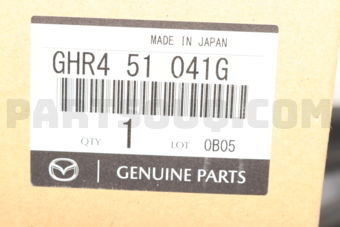 MADE IN JAPAN
GHR4 51 041G
QTY 1 LOT 0B05
GENUINE PARTS
PARTSOUQ.COM